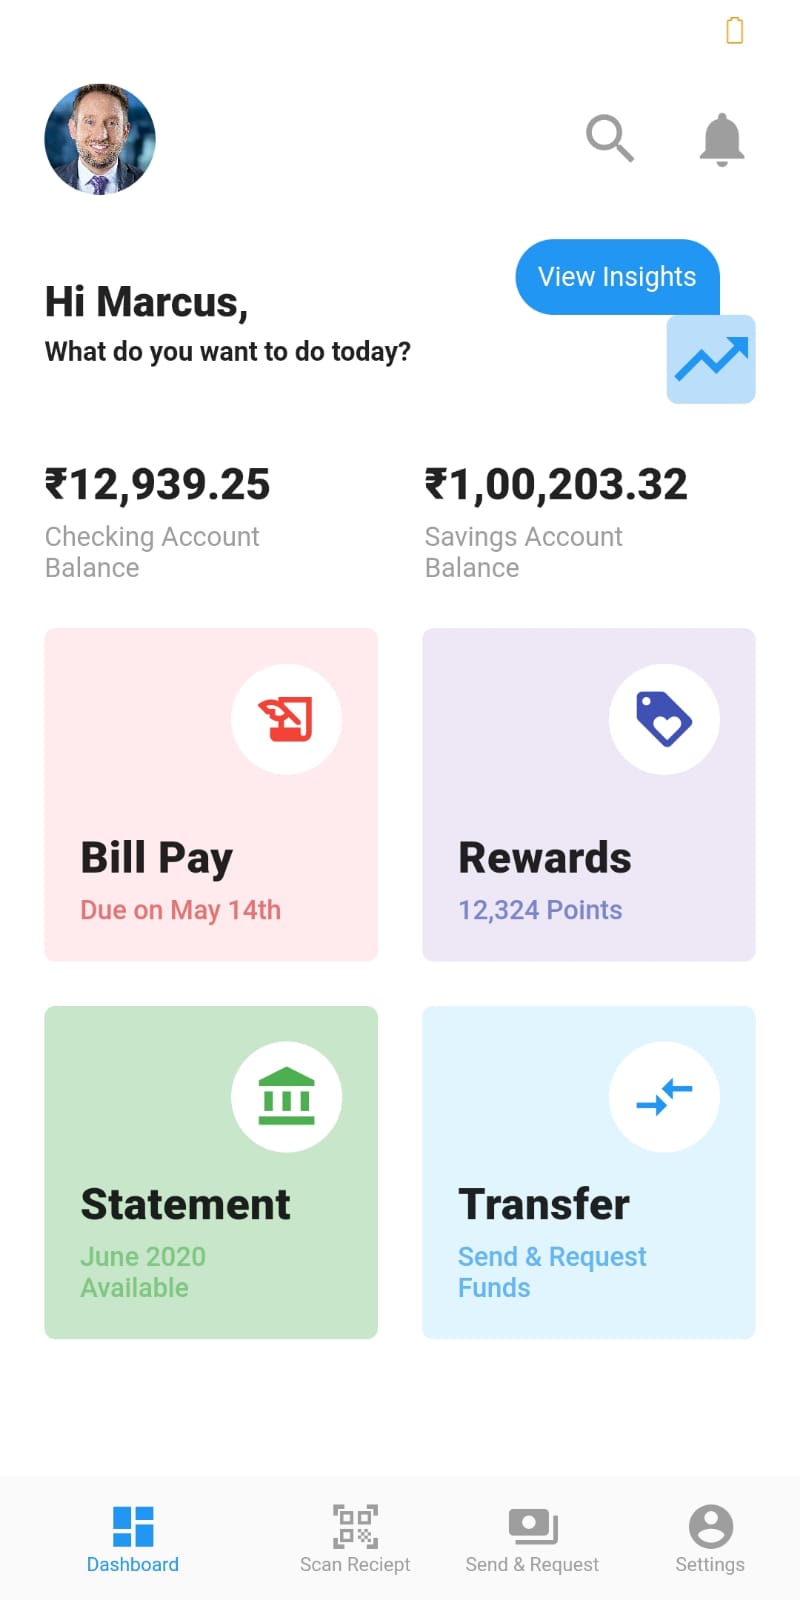 View Insights
Hi Marcus,
What do you want to do today?
₹12,939.25
Checking Account
Balance
₹1,00,203.32
Savings Account
Balance
Bill Pay
Due on May 14th
Rewards
12,324 Points
Statement
June 2020
Available
Transfer
Send & Request
Funds
Dashboard
Scan Reciept
Send & Request
Settings